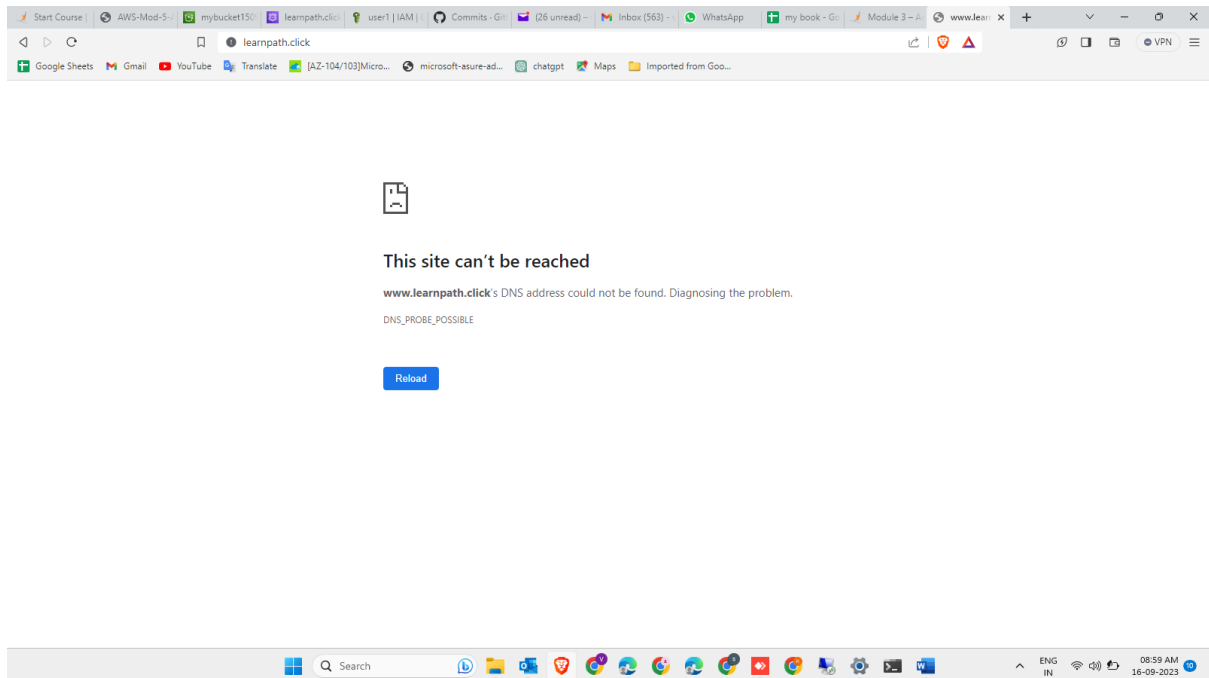 Start Course
AWS-Mod-5-
mybucket150
learnpath.click
user1 | IAM |
Commits · Git
(26 unread) –
Inbox (563) -
WhatsApp
my book - Go
Module 3 – A
www.lear
learnpath.click
VPN
Google Sheets
Gmail
YouTube
Translate
[AZ-104/103]Micro...
microsoft-asure-ad...
chatgpt
Maps
Imported from Goo...
This site can’t be reached
www.learnpath.click’s DNS address could not be found. Diagnosing the problem.
DNS_PROBE_POSSIBLE
Reload
Search
ENG
IN
08:59 AM
16-09-2023
10